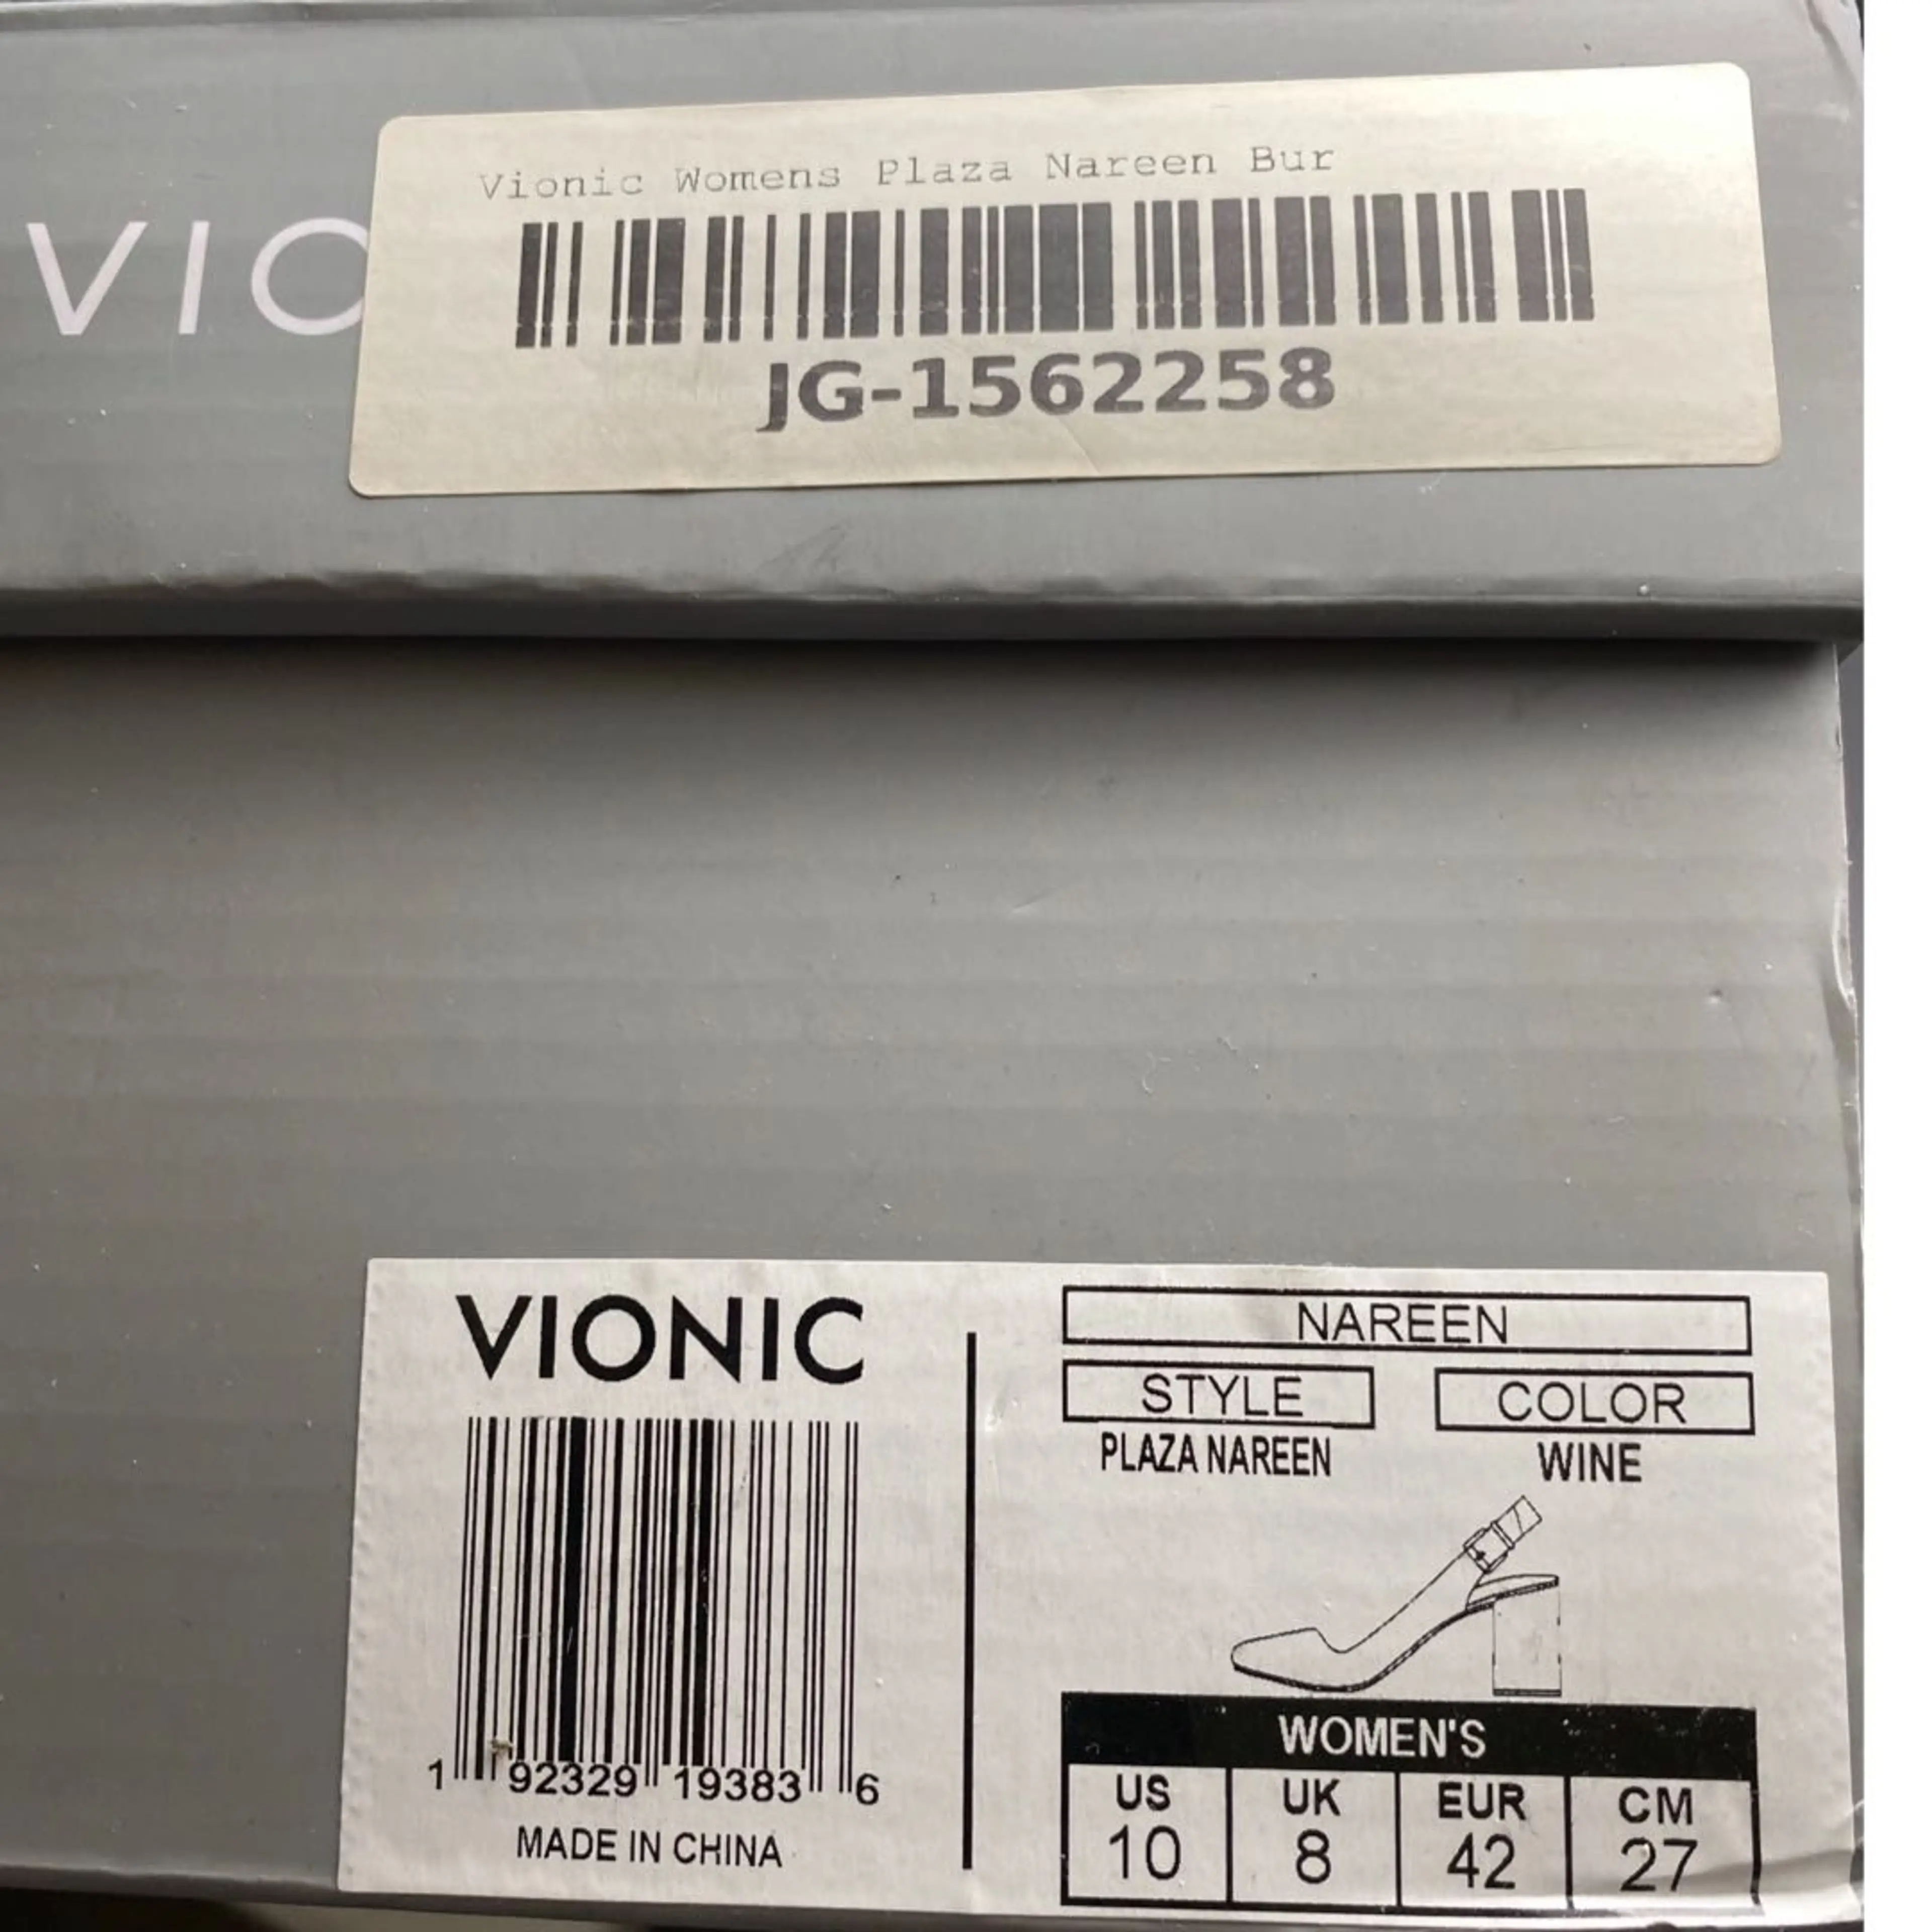 Vionic Womens Plaza Nareen Bur
VIO
JG-1562258
VIONIC
1 92329 19383 6
MADE IN CHINA
NAREEN
STYLE COLOR
PLAZA NAREEN WINE
WOMEN'S
US UK EUR CM
10 8 42 27